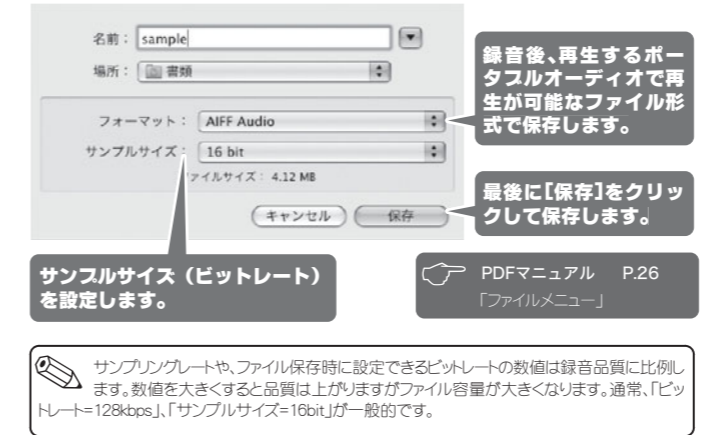 名前： sample
場所： 書類
フォーマット： AIFF Audio
サンプルサイズ： 16 bit
ァイルサイズ： 4.12 MB
キャンセル 保存
録音後、再生するポー
タブルオーディオで再
生が可能なファイル形
式で保存します。
最後に［保存］をクリッ
クして保存します。
サンプルサイズ（ビットレート）
を設定します。
PDFマニュアル P.26
「ファイルメニュー」
サンプリングレートや、ファイル保存時に設定できるビットレートの数値は録音品質に比例し
ます。数値を大きくすると品質は上がりますがファイル容量が大きくなります。通常、「ビッ
トレート=128kbps」、「サンプルサイズ=16bit」が一般的です。